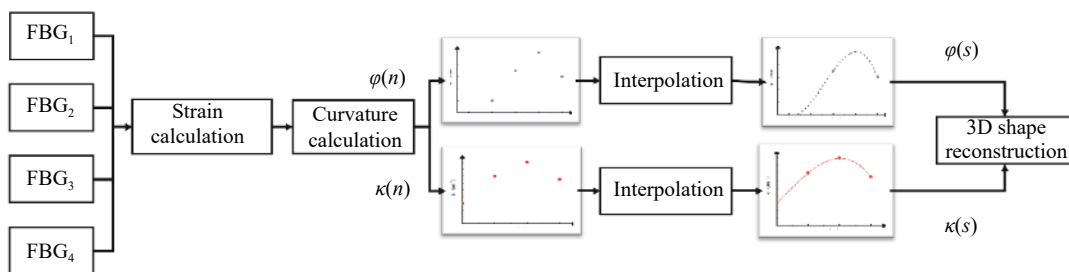 FBG₁
FBG₂
FBG₃
FBG₄
Strain
calculation
Curvature
calculation
φ(n)
κ(n)
Interpolation
Interpolation
φ(s)
κ(s)
3D shape
reconstruction